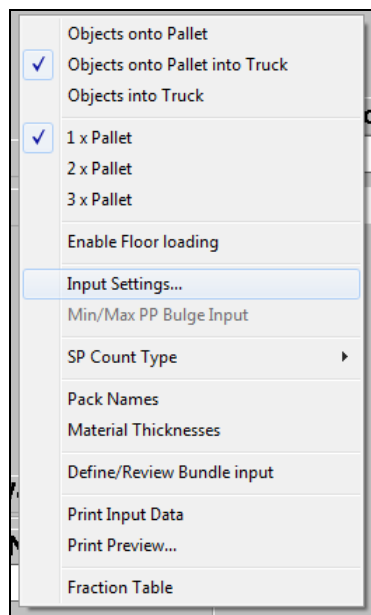 Objects onto Pallet
Objects onto Pallet into Truck
Objects into Truck
1 x Pallet
2 x Pallet
3 x Pallet
Enable Floor loading
Input Settings...
Min/Max PP Bulge Input
SP Count Type
Pack Names
Material Thicknesses
Define/Review Bundle input
Print Input Data
Print Preview...
Fraction Table